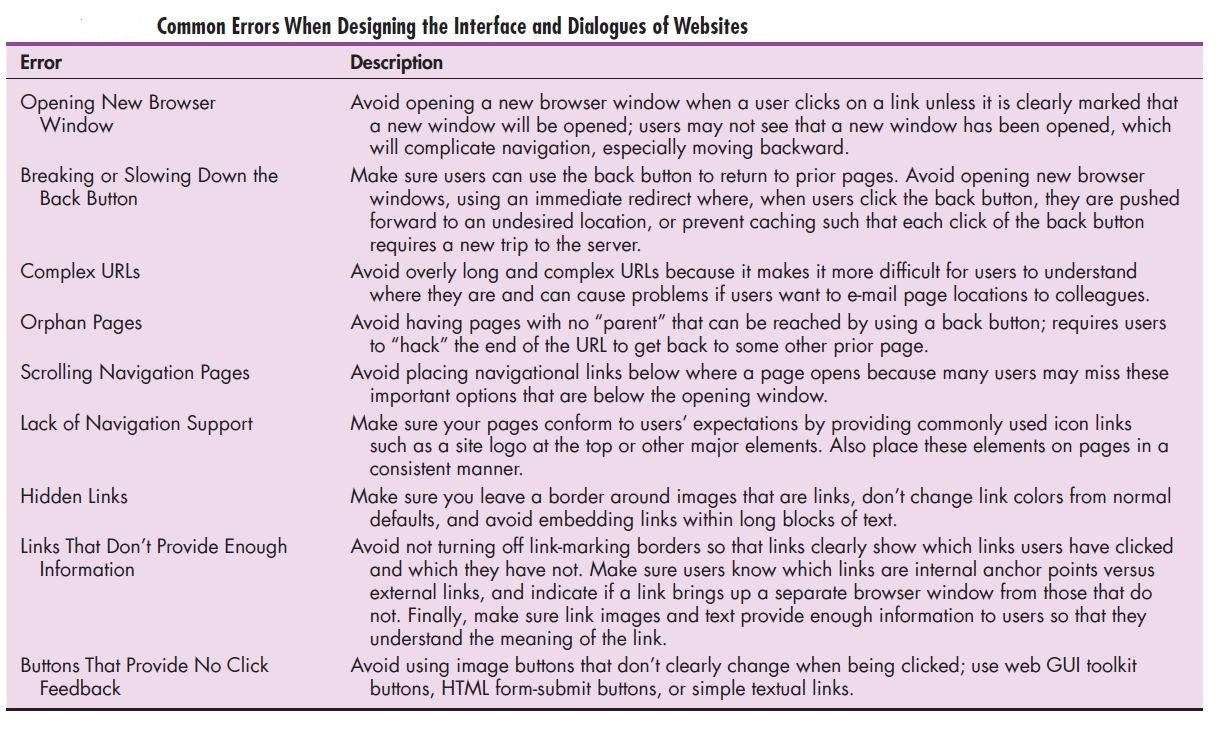 Common Errors When Designing the Interface and Dialogues of Websites
Error Description
Opening New Browser Window Avoid opening a new browser window when a user clicks on a link unless it is clearly marked that
a new window will be opened; users may not see that a new window has been opened, which
will complicate navigation, especially moving backward.
Breaking or Slowing Down the Back Button Make sure users can use the back button to return to prior pages. Avoid opening new browser
windows, using an immediate redirect where, when users click the back button, they are pushed
forward to an undesired location, or prevent caching such that each click of the back button
requires a new trip to the server.
Complex URLs Avoid overly long and complex URLs because it makes it more difficult for users to understand
where they are and can cause problems if users want to e-mail page locations to colleagues.
Orphan Pages Avoid having pages with no “parent” that can be reached by using a back button; requires users
to “hack” the end of the URL to get back to some other prior page.
Scrolling Navigation Pages Avoid placing navigational links below where a page opens because many users may miss these
important options that are below the opening window.
Lack of Navigation Support Make sure your pages conform to users’ expectations by providing commonly used icon links
such as a site logo at the top or other major elements. Also place these elements on pages in a
consistent manner.
Hidden Links Make sure you leave a border around images that are links, don’t change link colors from normal
defaults, and avoid embedding links within long blocks of text.
Links That Don’t Provide Enough Information Avoid not turning off link-marking borders so that links clearly show which links users have clicked
and which they have not. Make sure users know which links are internal anchor points versus
external links, and indicate if a link brings up a separate browser window from those that do
not. Finally, make sure link images and text provide enough information to users so that they
understand the meaning of the link.
Buttons That Provide No Click Feedback Avoid using image buttons that don’t clearly change when being clicked; use web GUI toolkit
buttons, HTML form-submit buttons, or simple textual links.